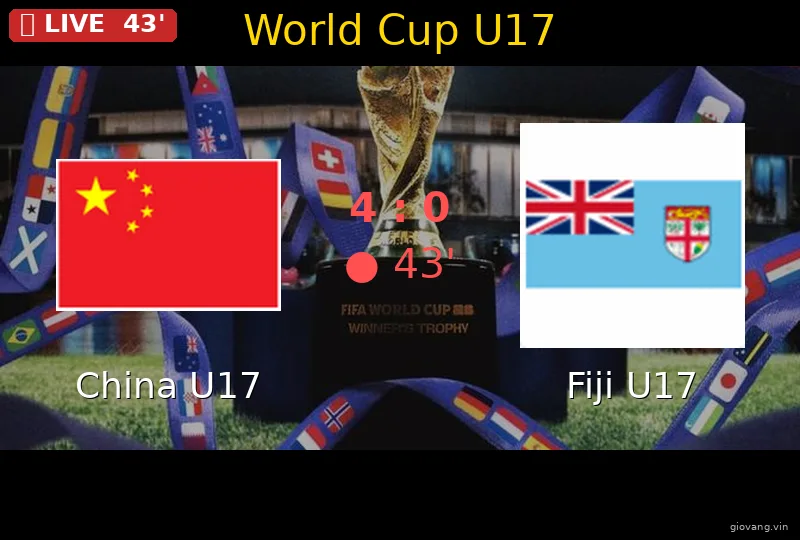 LIVE 43'
World Cup U17
4 : 0
43'
FIFA WORLD CUP
WINNER'S TROPHY
China U17
Fiji U17
giovang.vin